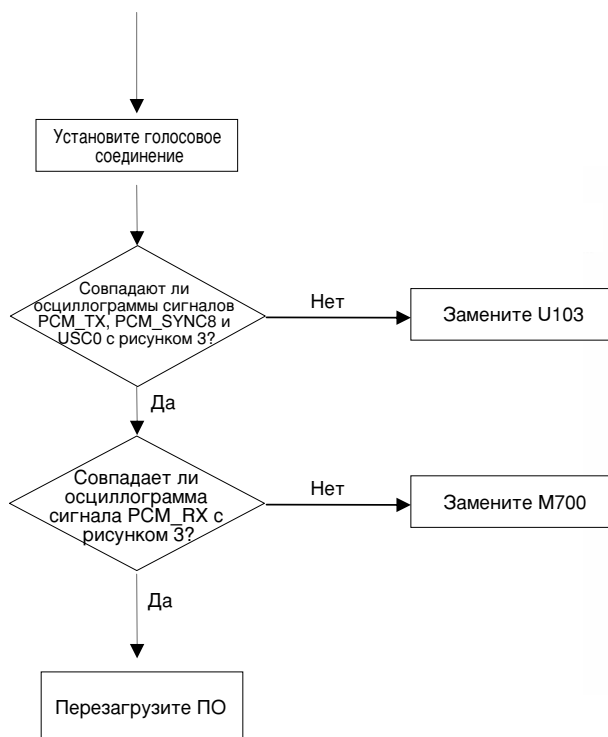 Установите голосовое
соединение
Совпадают ли
осциллограммы сигналов
PCM_TX, PCM_SYNC8 и
USC0 с рисунком 3?
Нет
Замените U103
Да
Совпадает ли
осциллограмма
сигнала PCM_RX с
рисунком 3?
Нет
Замените M700
Да
Перезагрузите ПО